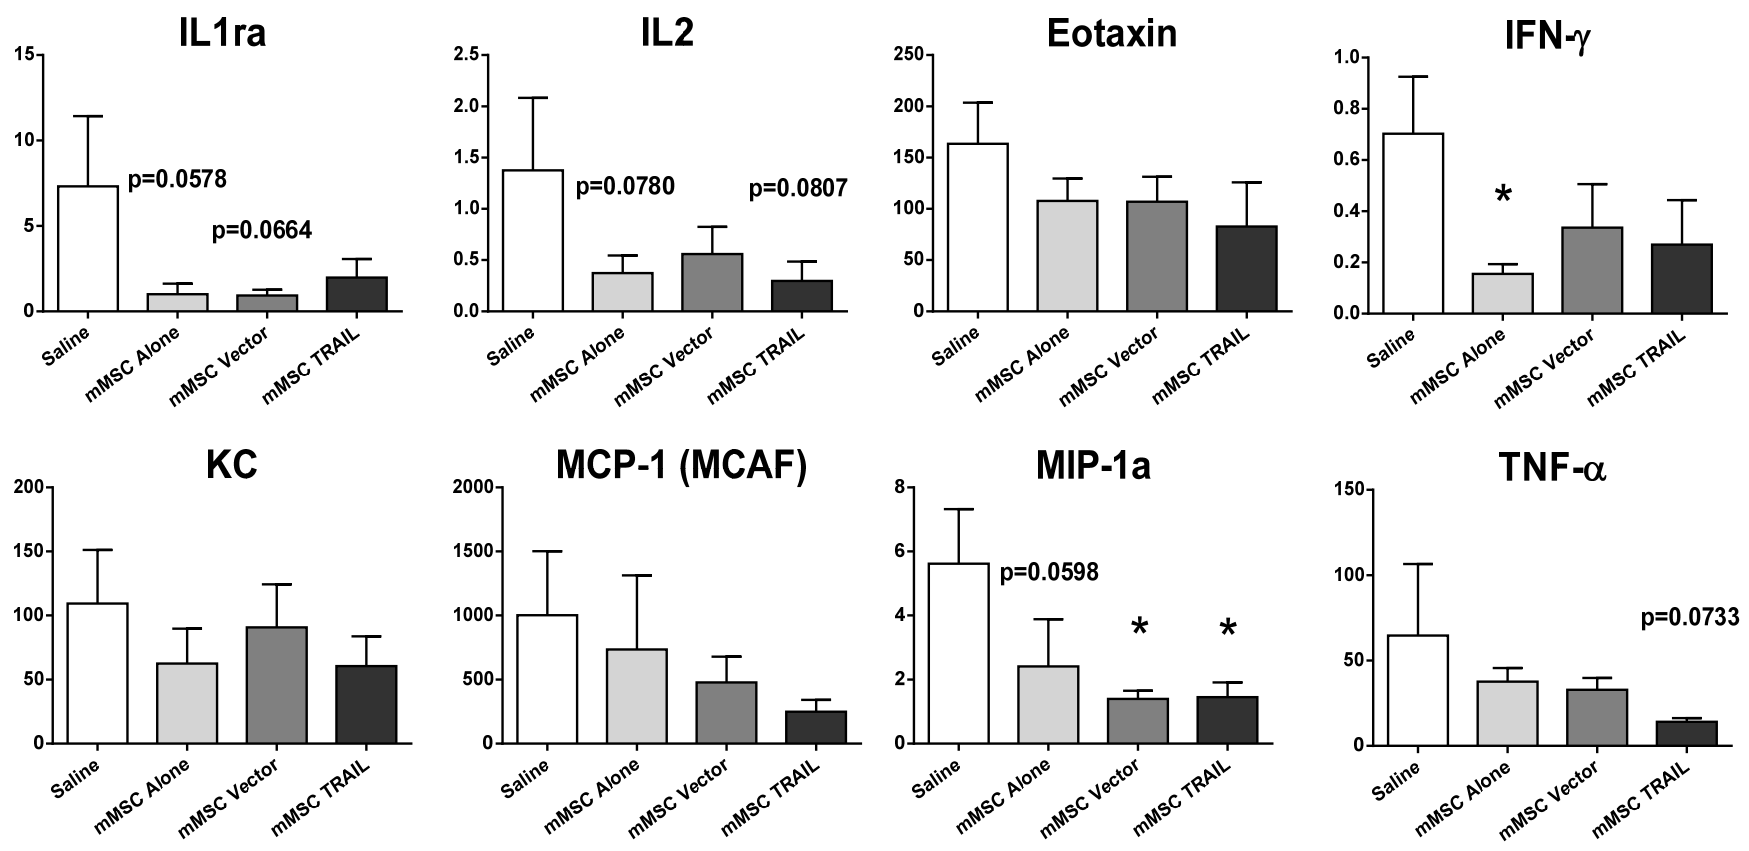 IL1ra
15
10
5
0
p=0.0578
p=0.0664
Saline
mMSC Alone
mMSC Vector
mMSC TRAIL
IL2
2.5
2.0
1.5
1.0
0.5
0.0
p=0.0780
p=0.0807
Saline
mMSC Alone
mMSC Vector
mMSC TRAIL
Eotaxin
250
200
150
100
50
0
Saline
mMSC Alone
mMSC Vector
mMSC TRAIL
IFN-γ
1.0
0.8
0.6
0.4
0.2
0.0
*
Saline
mMSC Alone
mMSC Vector
mMSC TRAIL
KC
200
150
100
50
0
Saline
mMSC Alone
mMSC Vector
mMSC TRAIL
MCP-1 (MCAF)
2000
1500
1000
500
0
Saline
mMSC Alone
mMSC Vector
mMSC TRAIL
MIP-1a
8
6
4
2
0
p=0.0598
*
*
Saline
mMSC Alone
mMSC Vector
mMSC TRAIL
TNF-α
150
100
50
0
p=0.0733
Saline
mMSC Alone
mMSC Vector
mMSC TRAIL